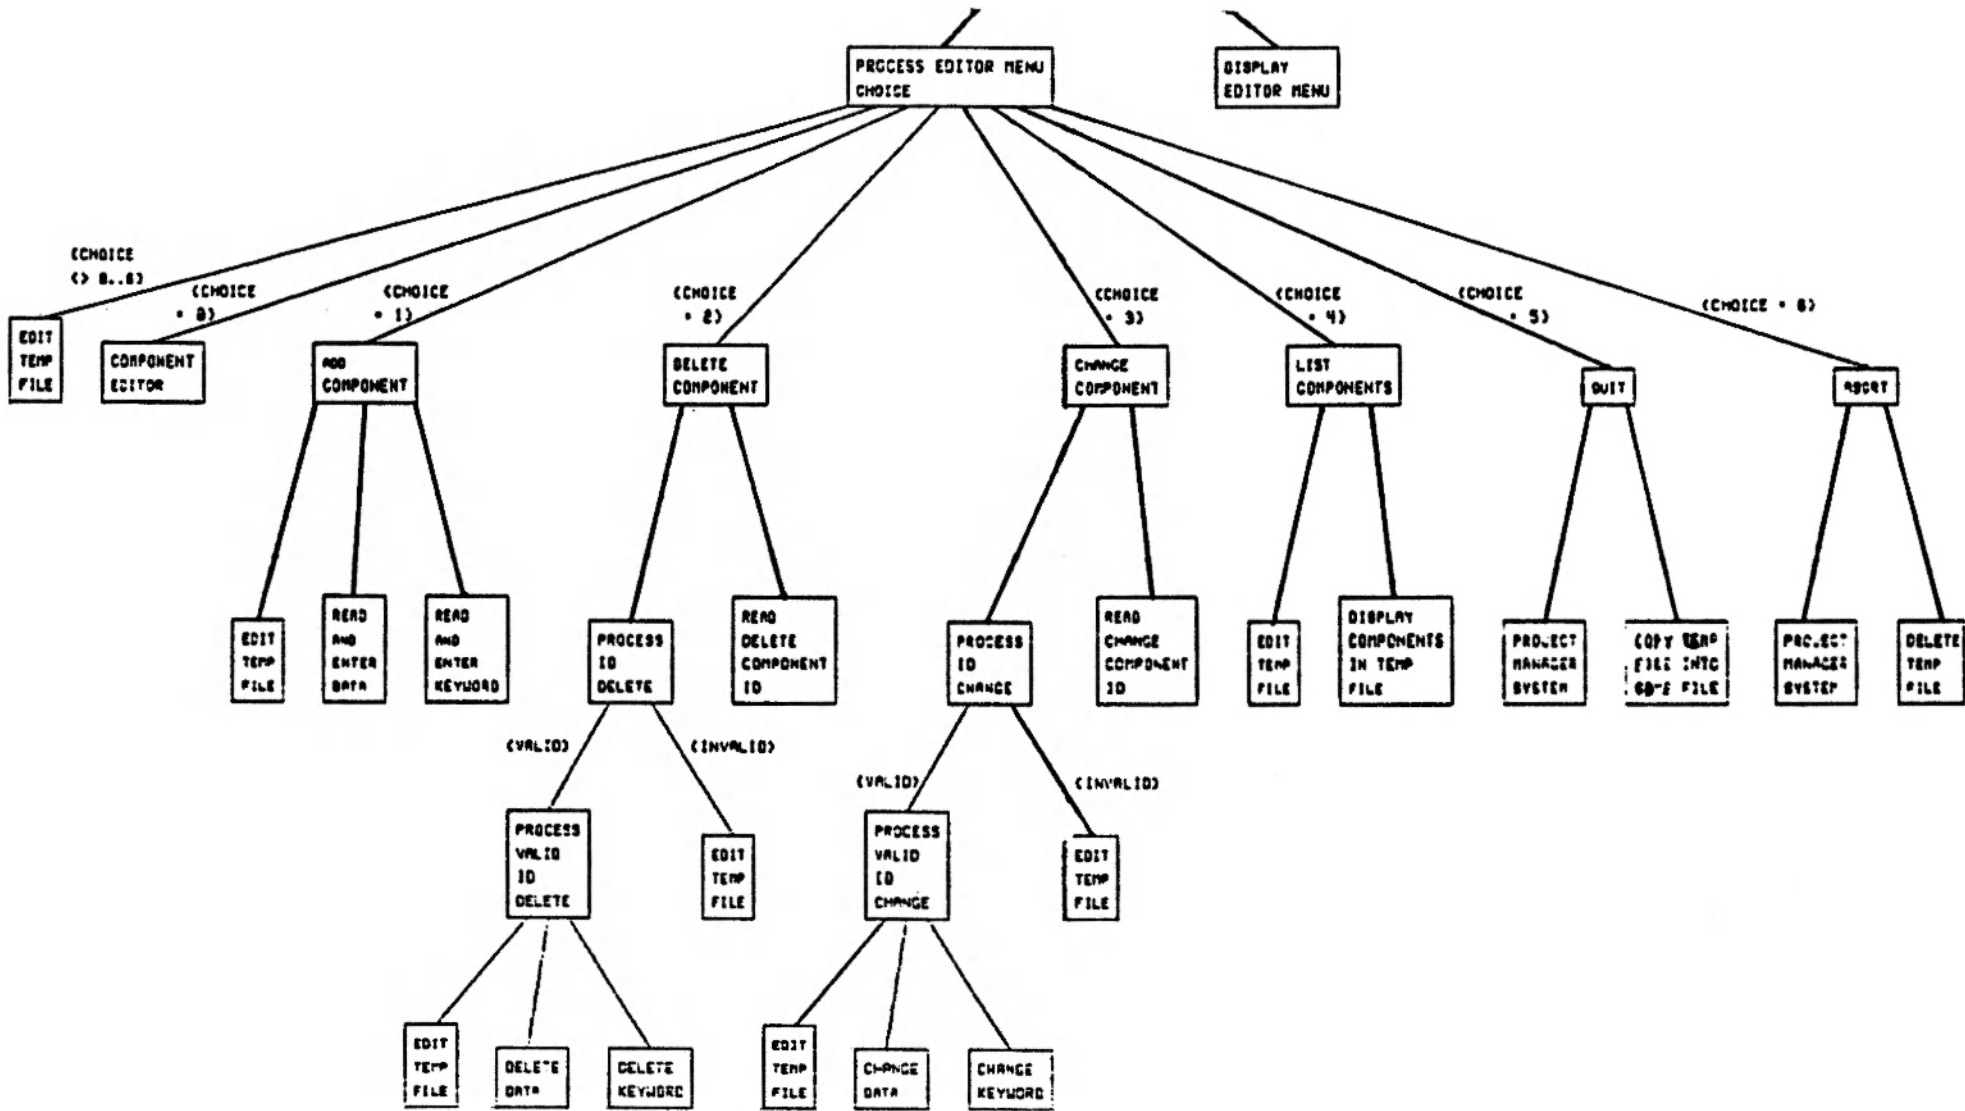 PROCESS EDITOR MENU
CHOICE
DISPLAY
EDITOR MENU
(CHOICE
<> 0..6)
(CHOICE
= 0)
(CHOICE
= 1)
(CHOICE
= 2)
(CHOICE
= 3)
(CHOICE
= 4)
(CHOICE
= 5)
(CHOICE = 6)
EDIT
TEMP
FILE
COMPONENT
EDITOR
ADD
COMPONENT
DELETE
COMPONENT
CHANGE
COMPONENT
LIST
COMPONENTS
QUIT
ABORT
EDIT
TEMP
FILE
READ
AND
ENTER
DATA
READ
AND
ENTER
KEYWORD
PROCESS
ID
DELETE
READ
DELETE
COMPONENT
ID
PROCESS
ID
CHANGE
READ
CHANGE
COMPONENT
ID
EDIT
TEMP
FILE
DISPLAY
COMPONENTS
IN TEMP
FILE
PROJECT
MANAGER
SYSTEM
COPY TEMP
FILE INTO
FILE
PROJECT
MANAGER
SYSTEM
DELETE
TEMP
FILE
(VALID)
(INVALID)
(VALID)
(INVALID)
PROCESS
VALID
ID
DELETE
EDIT
TEMP
FILE
PROCESS
VALID
ID
CHANGE
EDIT
TEMP
FILE
EDIT
TEMP
FILE
DELETE
DATA
DELETE
KEYWORD
EDIT
TEMP
FILE
CHANGE
DATA
CHANGE
KEYWORD